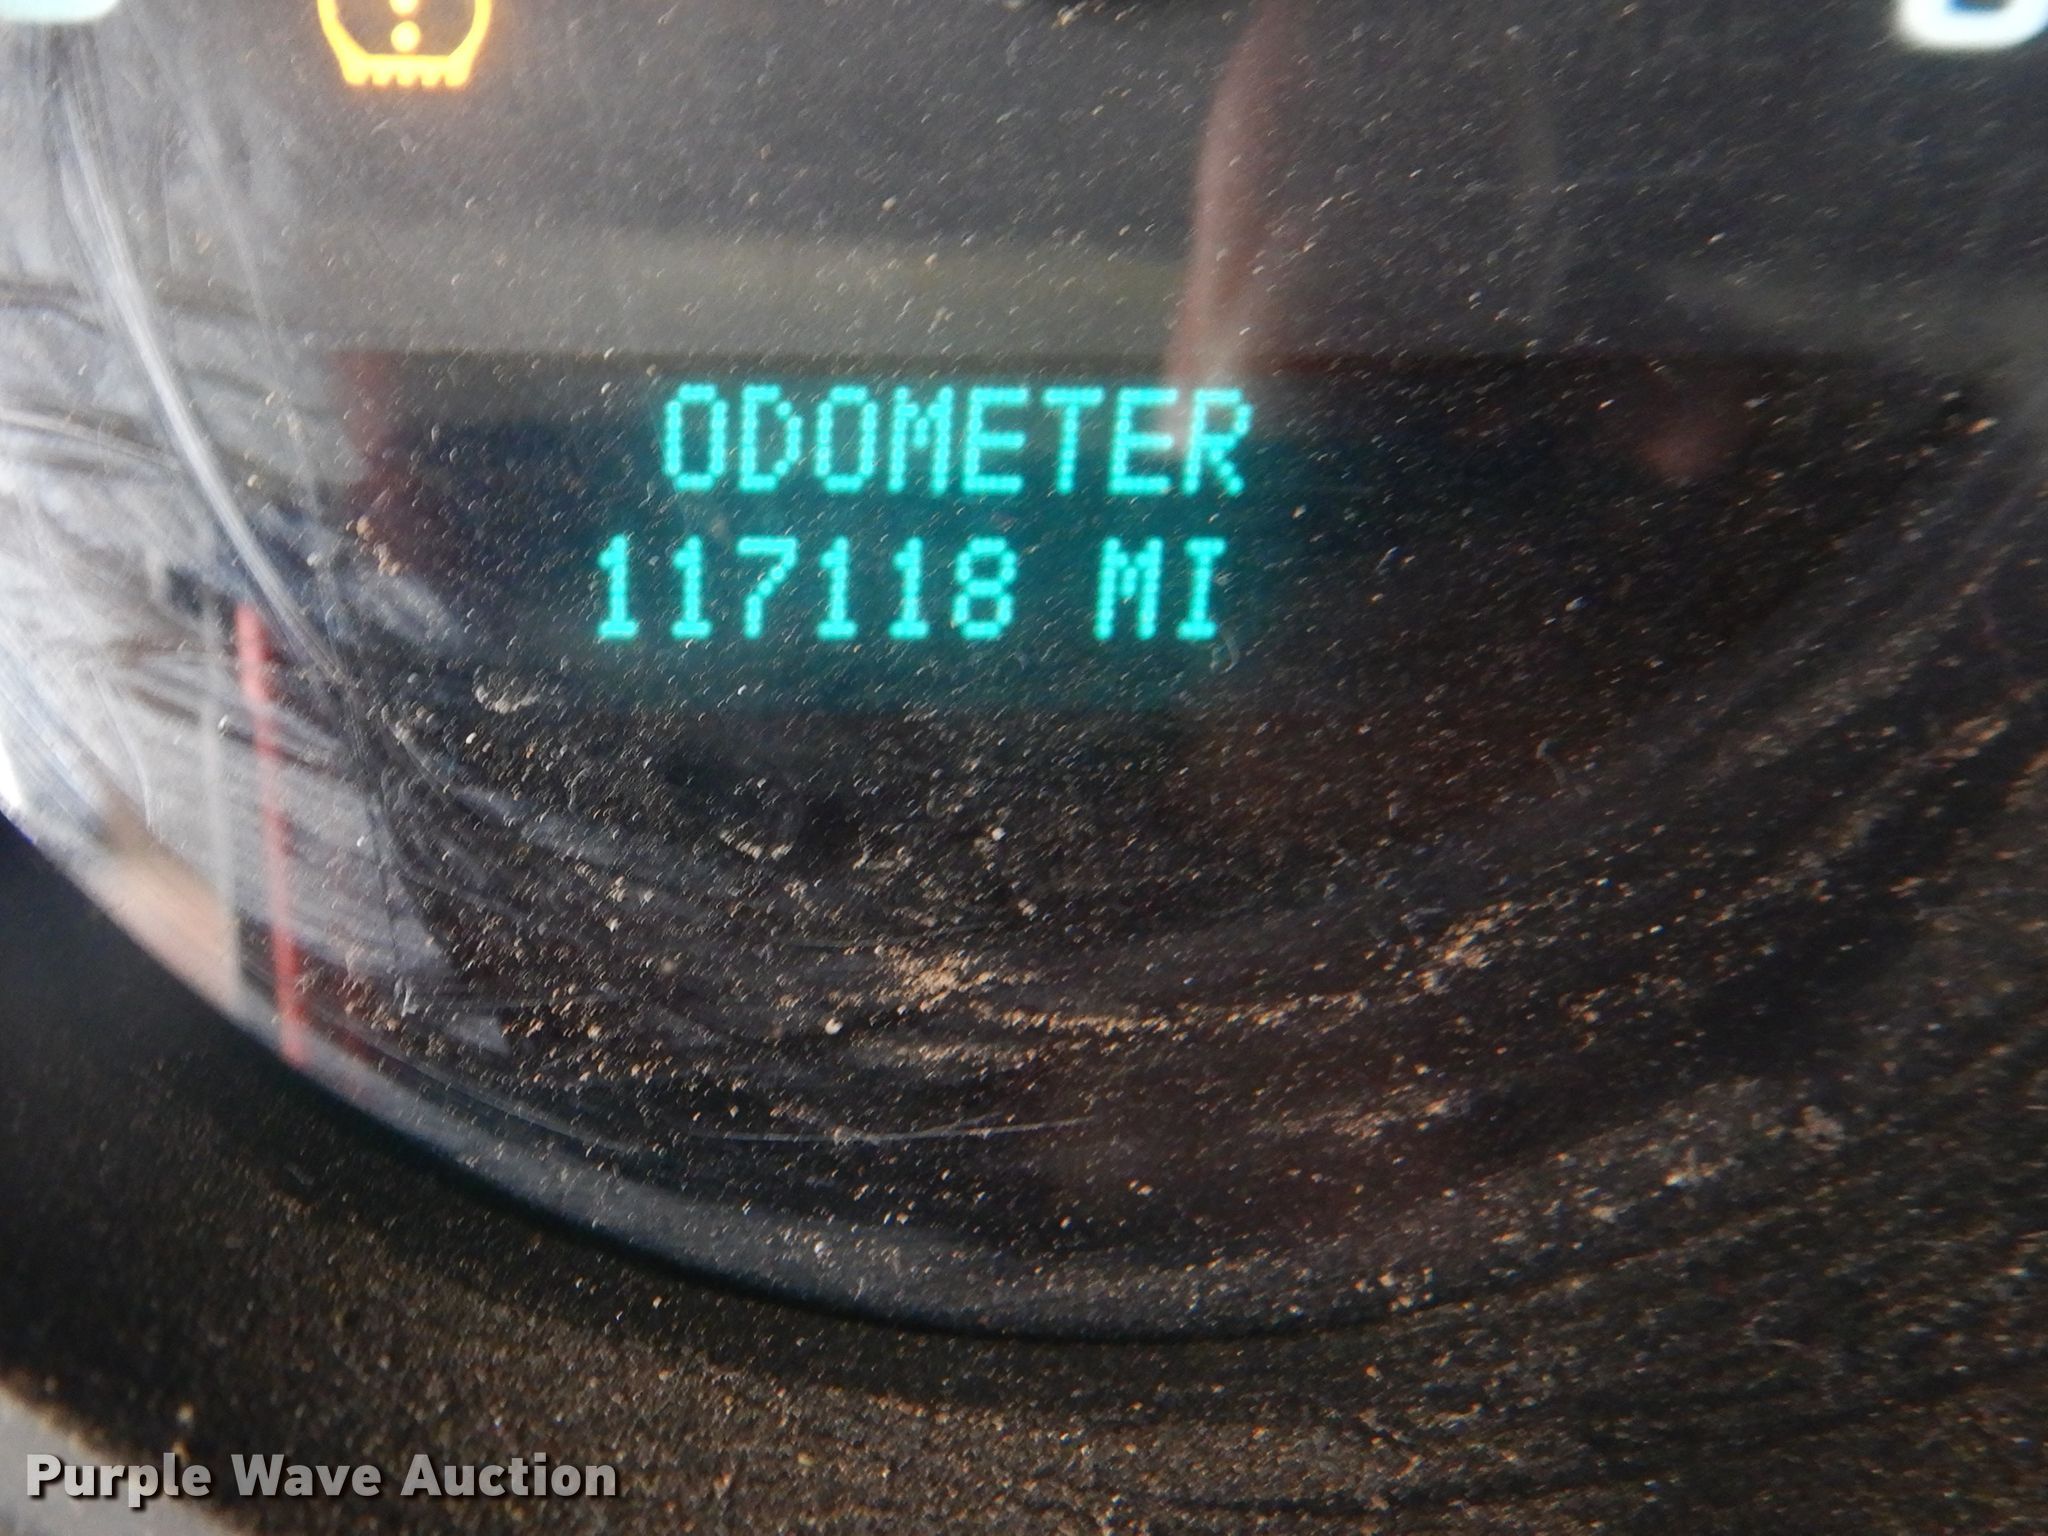 ODOMETER
117118 MI
Purple Wave Auction